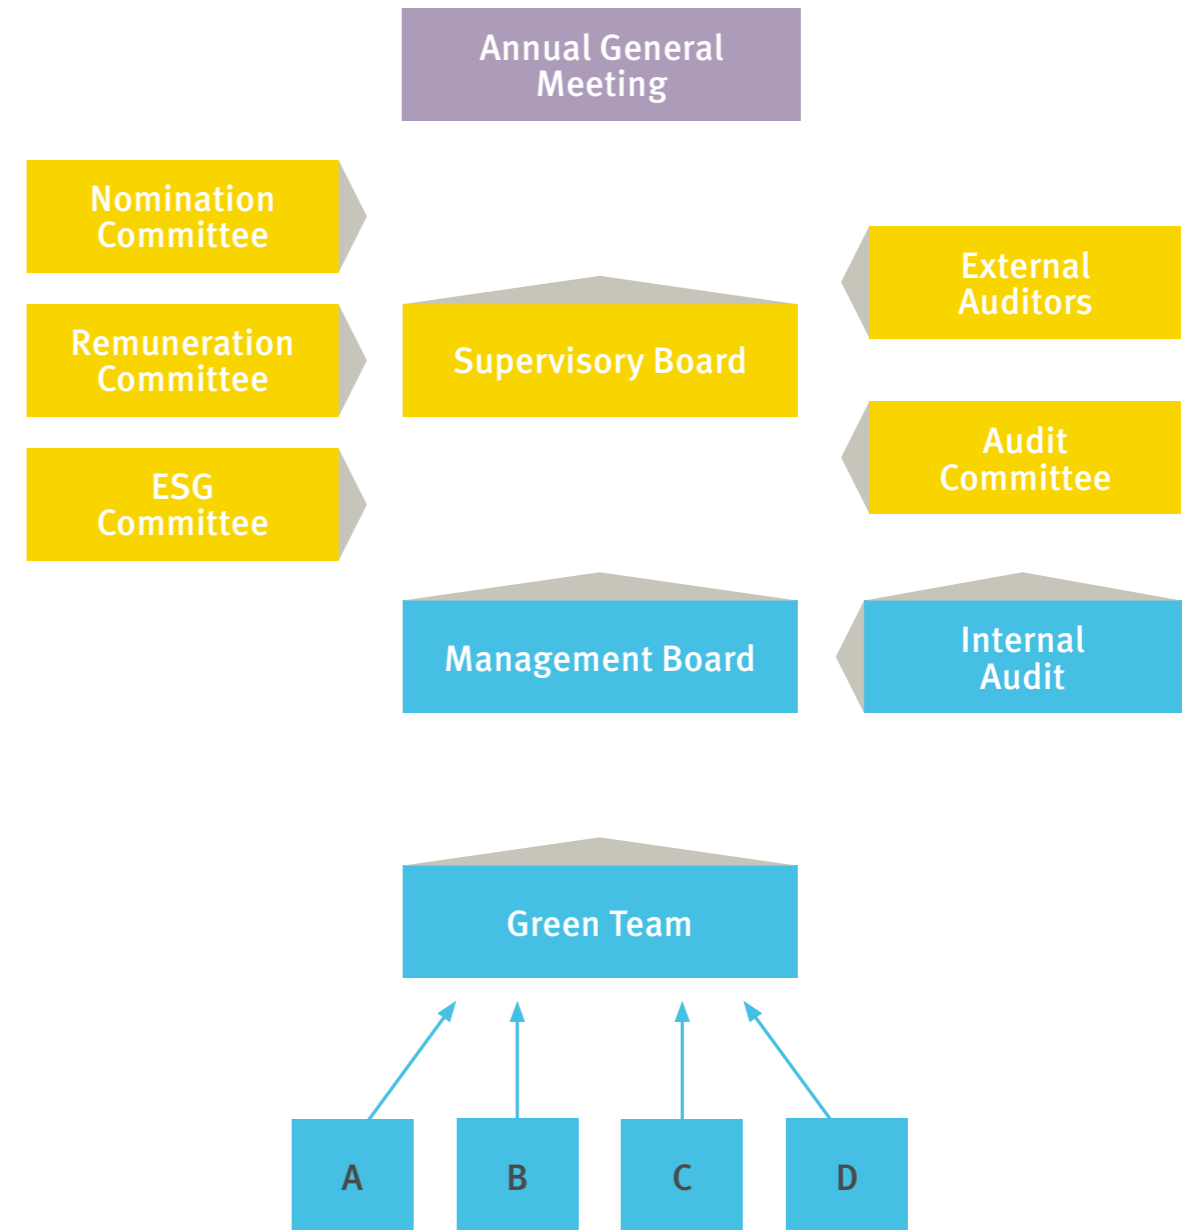 Annual General
Meeting
Nomination
Committee
External
Auditors
Remuneration
Committee
Supervisory Board
ESG
Committee
Audit
Committee
Management Board
Internal
Audit
Green Team
A
B
C
D